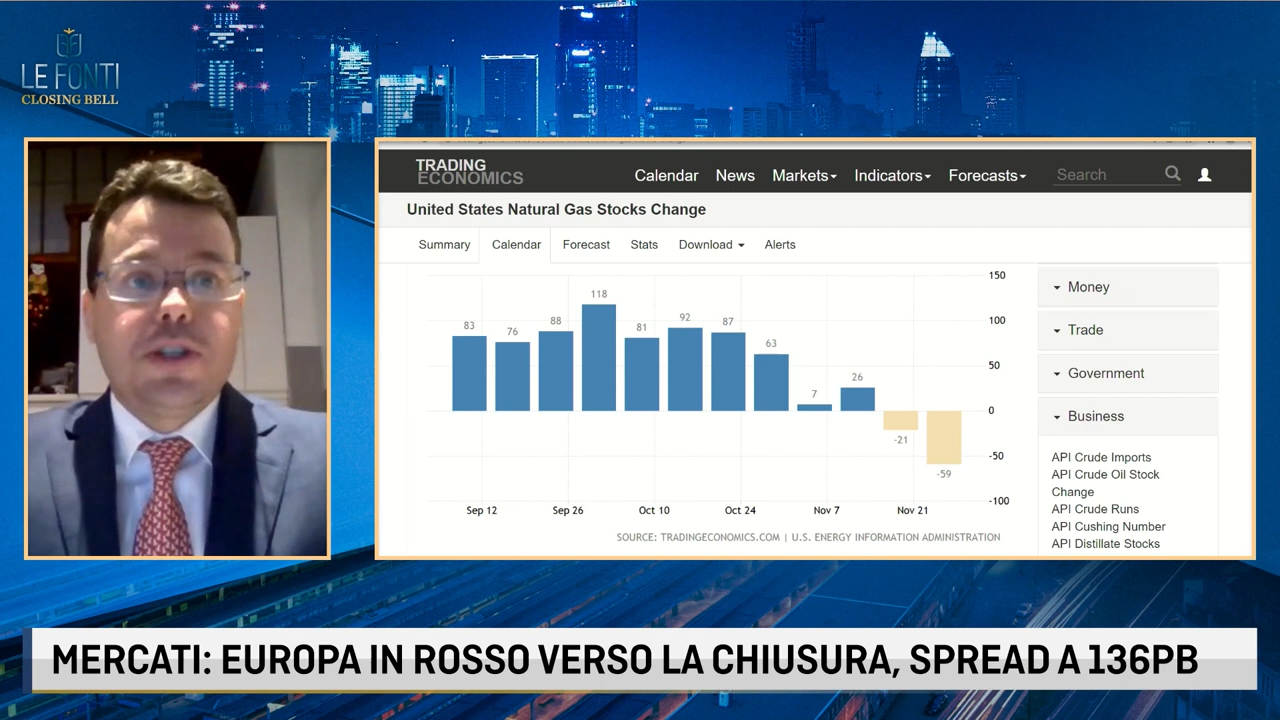 LE FONTI
CLOSING BELL
TRADING
ECONOMICS
Calendar News Markets Indicators Forecasts Search
United States Natural Gas Stocks Change
Summary Calendar Forecast Stats Download Alerts
150
100
50
0
-50
-100
83
76
88
118
81
92
87
63
7
26
-21
-59
Sep 12 Sep 26 Oct 10 Oct 24 Nov 7 Nov 21
SOURCE: TRADINGECONOMICS.COM | U.S. ENERGY INFORMATION ADMINISTRATION
Money
Trade
Government
Business
API Crude Imports
API Crude Oil Stock
Change
API Crude Runs
API Cushing Number
API Distillate Stocks
MERCATI: EUROPA IN ROSSO VERSO LA CHIUSURA, SPREAD A 136PB